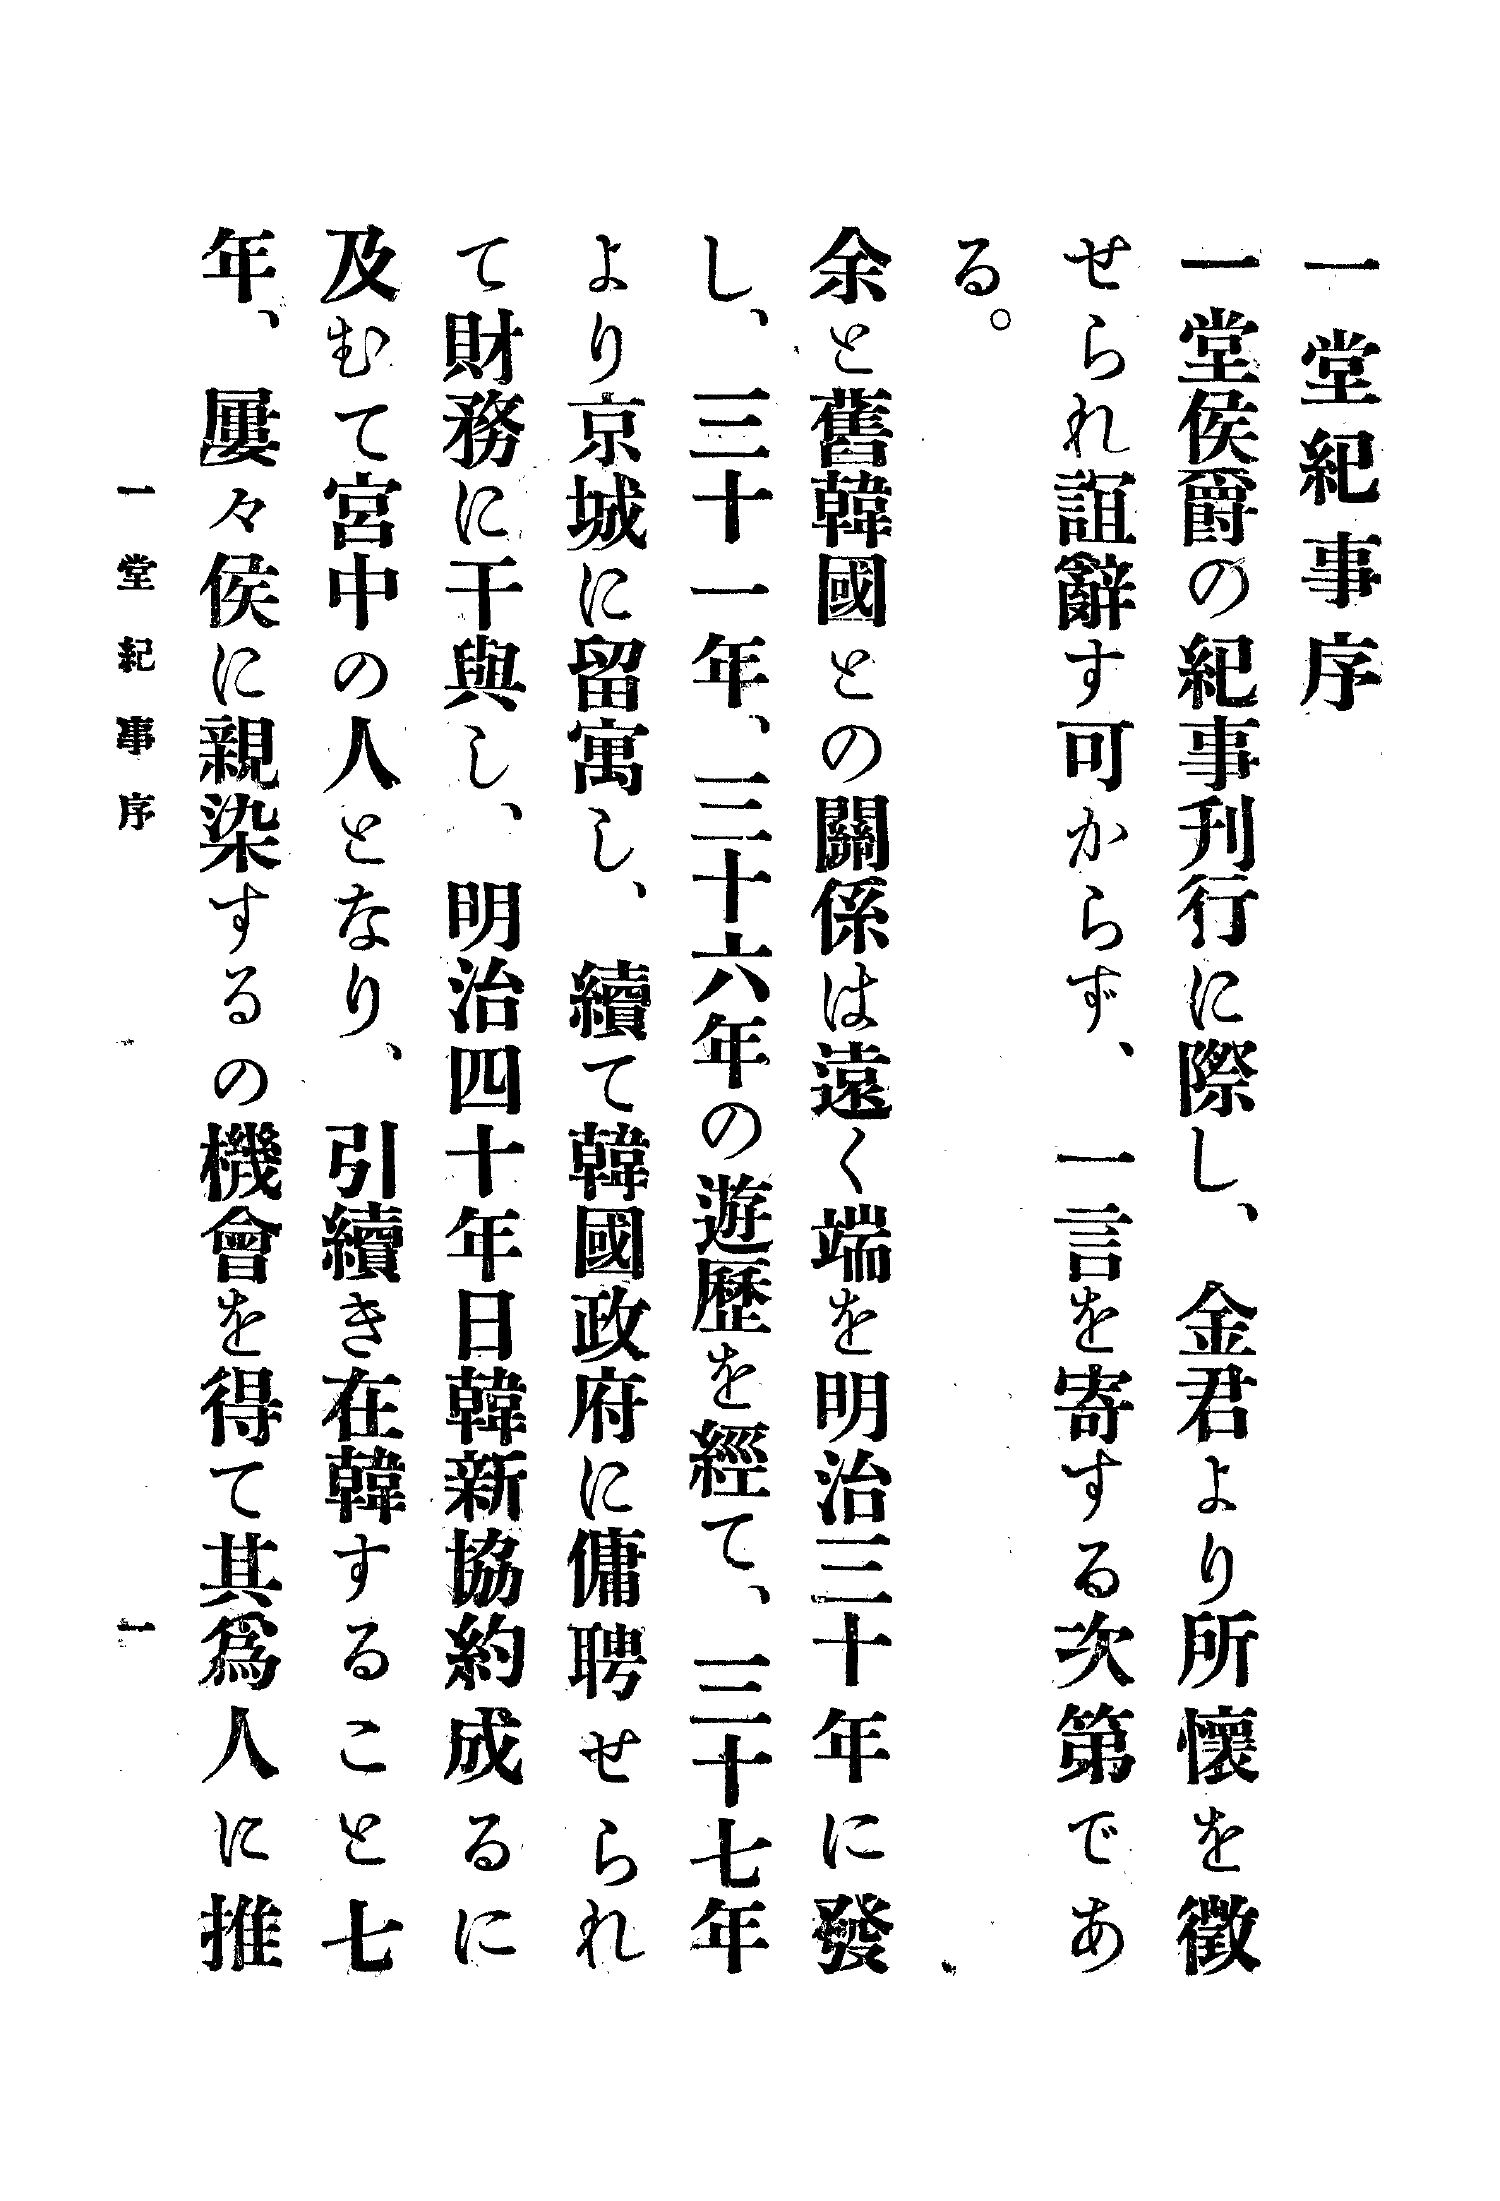 一堂紀事序
一堂侯爵の紀事刊行に際し、金君より所懷を徵
せられ誼辭す可からず、一言を寄する次第であ
る。
余と舊韓國との關係は遠く端を明治三十年に發
し、三十一年、三十六年の遊歷を經て、三十七年
より京城に留寓し、續て韓國政府に傭聘せられ
て財務に干與し、明治四十年日韓新協約成るに
及むて宮中の人となり、引續き在韓すること七
年、屢々侯に親染するの機會を得て其爲人に推
一堂紀事序
一